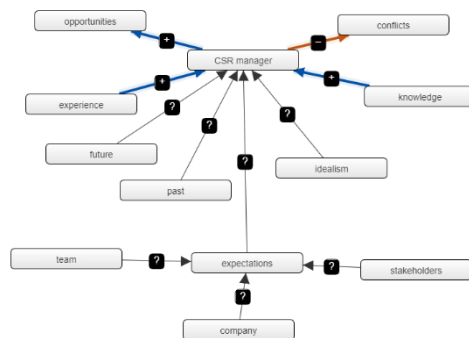 opportunities
conflicts
+
−
CSR manager
+
+
experience
knowledge
?
future
?
?
?
idealism
past
?
team
?
expectations
?
stakeholders
?
company